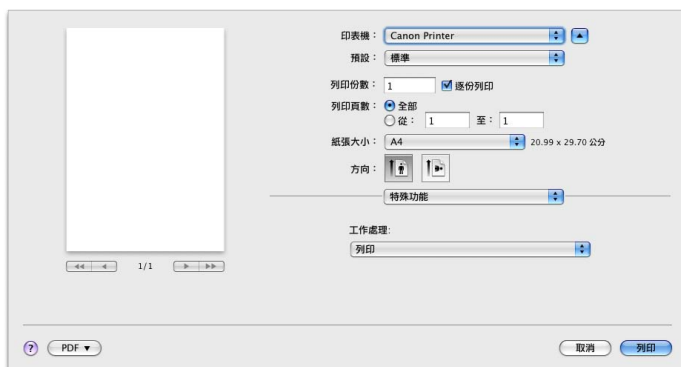 印表機： Canon Printer
預設： 標準
列印份數： 1 逐份列印
列印頁數： 全部
從： 1 至： 1
紙張大小： A4 20.99 x 29.70 公分
方向：
特殊功能
工作處理:
列印
1/1
? PDF ▼ 取消 列印